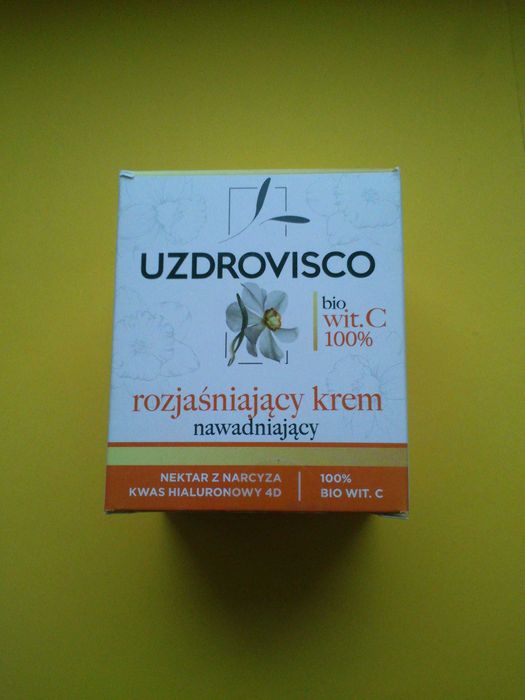 UZDROVISCO
bio
wit.C
100%
rozjaśniający krem
nawadniający
NEKTAR Z NARCYZA
KWAS HIALURONOWY 4D
100%
BIO WIT. C